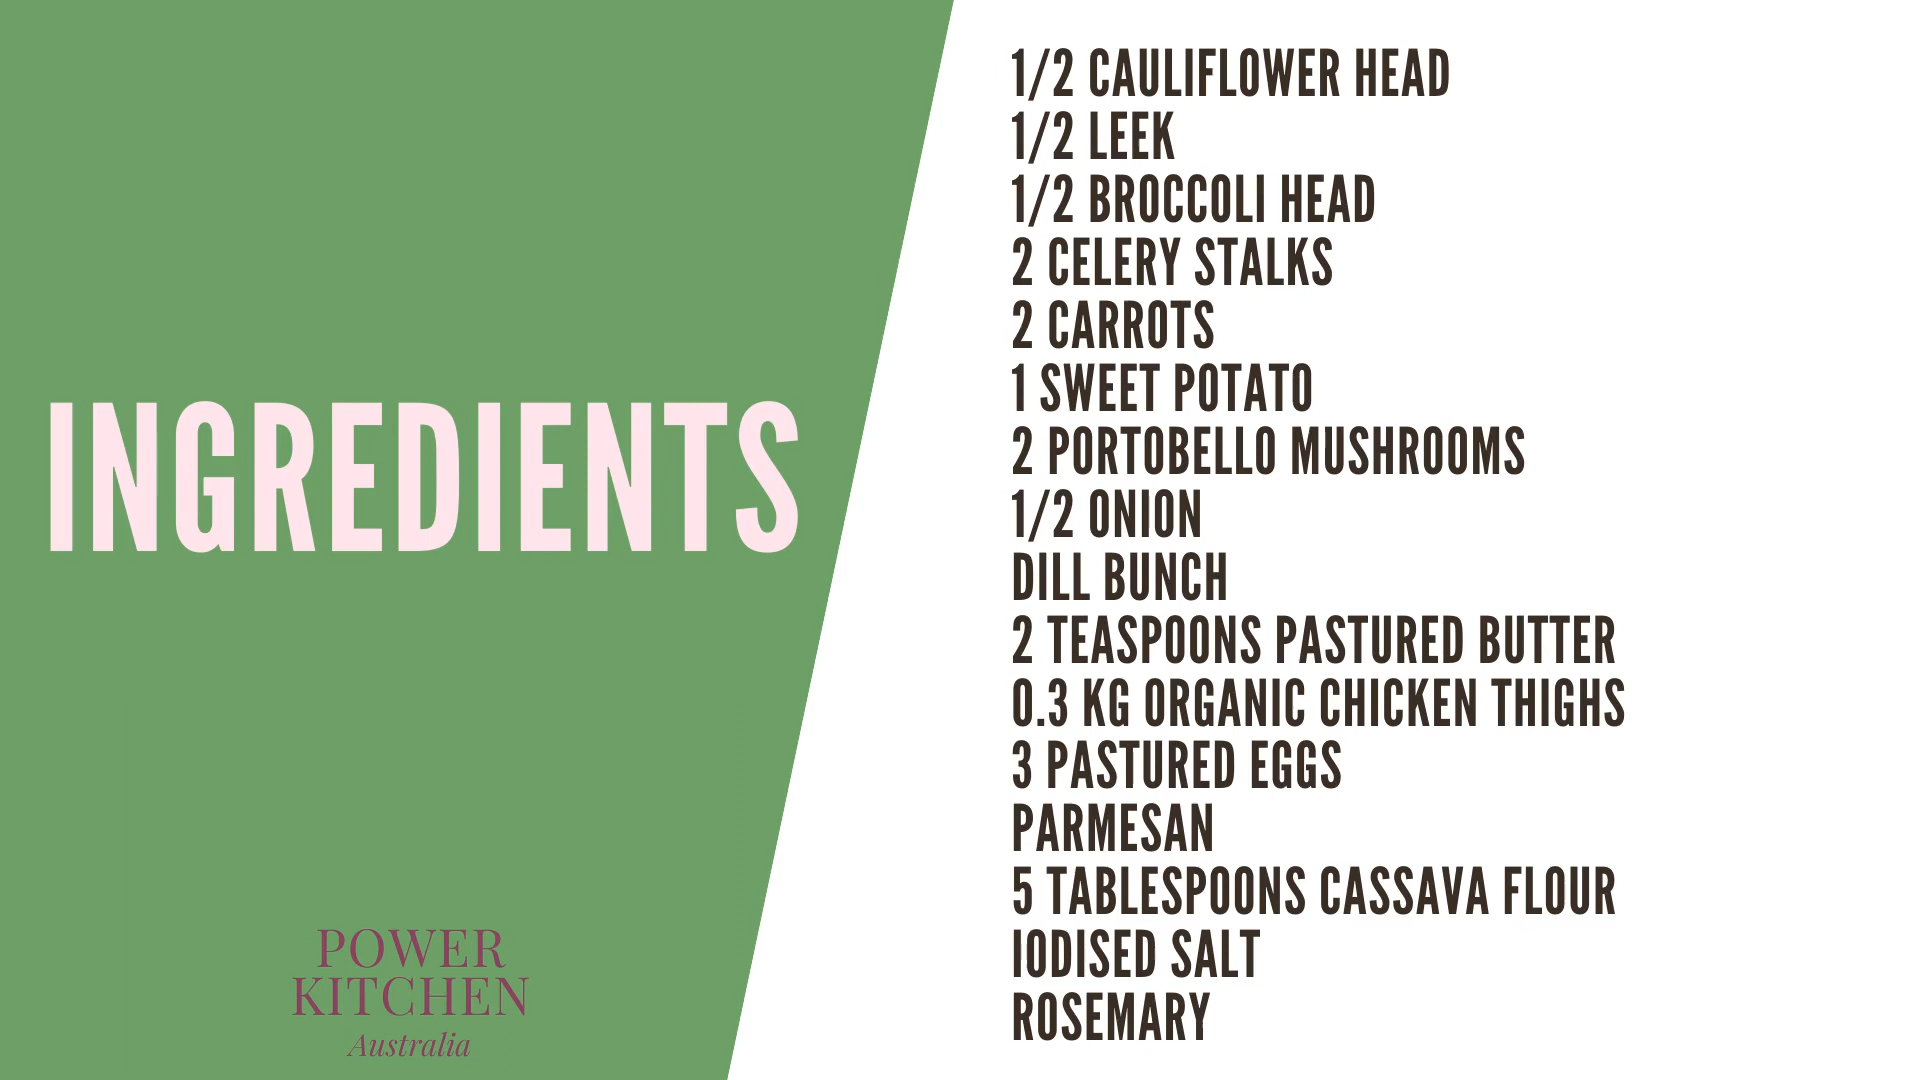 INGREDIENTS
POWER
KITCHEN
Australia
1/2 CAULIFLOWER HEAD
1/2 LEEK
1/2 BROCCOLI HEAD
2 CELERY STALKS
2 CARROTS
1 SWEET POTATO
2 PORTOBELLO MUSHROOMS
1/2 ONION
DILL BUNCH
2 TEASPOONS PASTURED BUTTER
0.3 KG ORGANIC CHICKEN THIGHS
3 PASTURED EGGS
PARMESAN
5 TABLESPOONS CASSAVA FLOUR
IODISED SALT
ROSEMARY